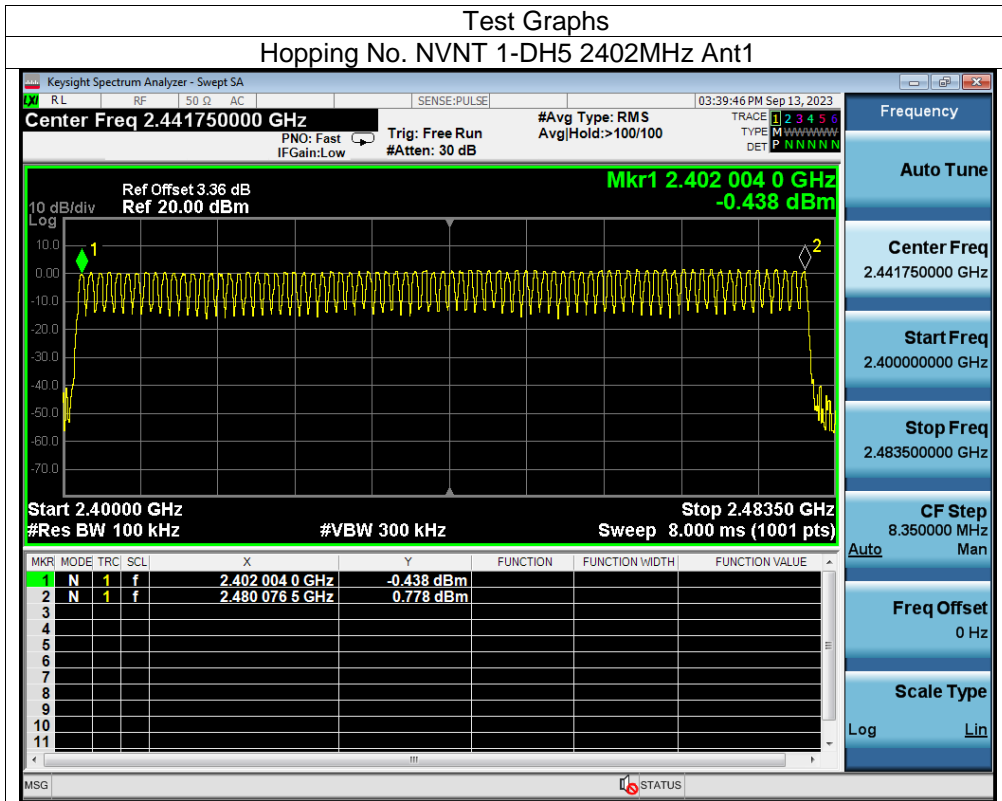 Test Graphs
Hopping No. NVNT 1-DH5 2402MHz Ant1
Keysight Spectrum Analyzer - Swept SA
LXI RL RF 50 Ω AC SENSE:PULSE 03:39:46 PM Sep 13, 2023
Center Freq 2.441750000 GHz
PNO: Fast
IFGain:Low
Trig: Free Run
#Atten: 30 dB
#Avg Type: RMS
Avg|Hold:>100/100
TRACE 1 2 3 4 5 6
TYPE M WWWWW
DET P N N N N N
Ref Offset 3.36 dB
Ref 20.00 dBm
10 dB/div
Log
Mkr1 2.402 004 0 GHz
-0.438 dBm
10.0
0.00
-10.0
-20.0
-30.0
-40.0
-50.0
-60.0
-70.0
1
2
Start 2.40000 GHz
Stop 2.48350 GHz
#Res BW 100 kHz
#VBW 300 kHz
Sweep 8.000 ms (1001 pts)
MKR MODE TRC SCL X Y FUNCTION FUNCTION WIDTH FUNCTION VALUE
1 N 1 f 2.402 004 0 GHz -0.438 dBm
2 N 1 f 2.480 076 5 GHz 0.778 dBm
3
4
5
6
7
8
9
10
11
MSG
STATUS
Frequency
Auto Tune
Center Freq
2.441750000 GHz
Start Freq
2.400000000 GHz
Stop Freq
2.483500000 GHz
CF Step
8.350000 MHz
Auto Man
Freq Offset
0 Hz
Scale Type
Log Lin